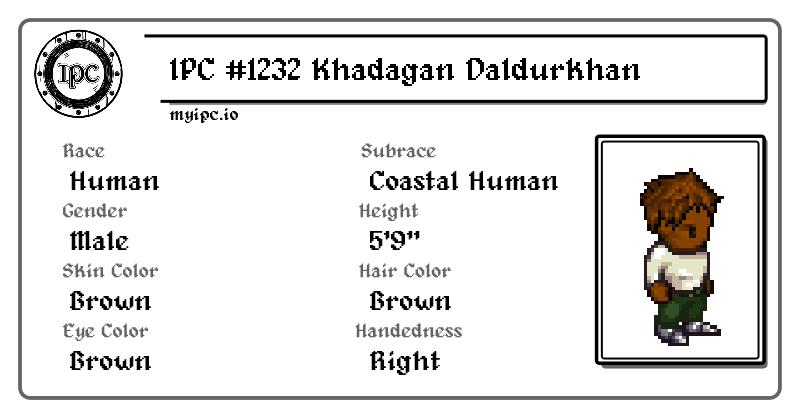 IPC
IPC #1232 Khadagan Daldurkhan
myipc.io
Race
Human
Subrace
Coastal Human
Gender
Male
Height
5'9"
Skin Color
Brown
Hair Color
Brown
Eye Color
Brown
Handedness
Right